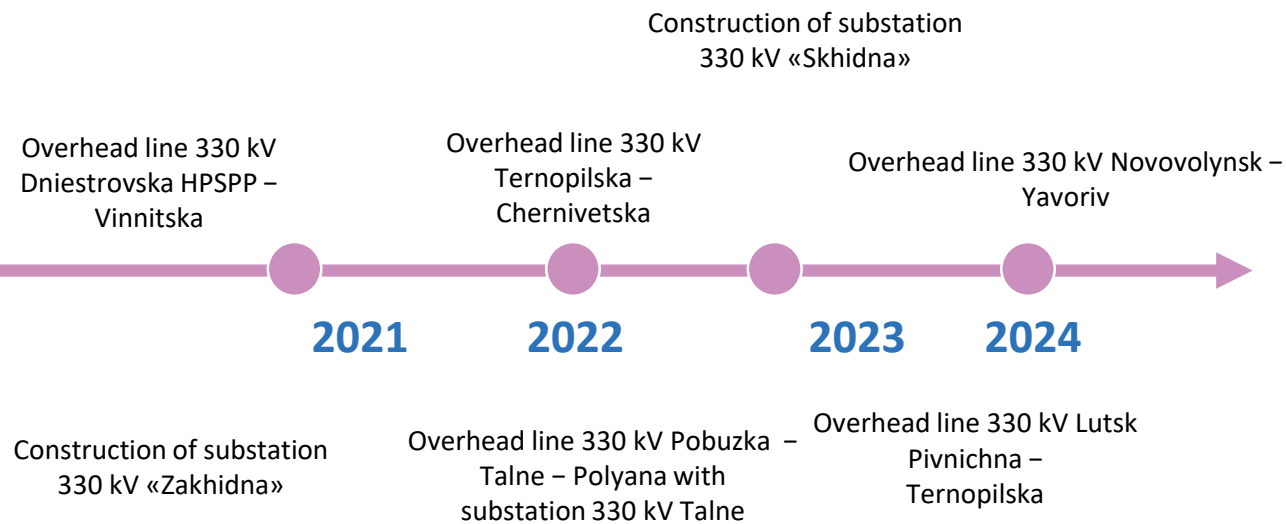 Construction of substation
330 kV «Skhidna»
Overhead line 330 kV
Dniestrovska HPSPP –
Vinnitska
Overhead line 330 kV
Ternopilska –
Chernivetska
Overhead line 330 kV Novovolynsk –
Yavoriv
2021
2022
2023
2024
Construction of substation
330 kV «Zakhidna»
Overhead line 330 kV Pobuzka –
Talne – Polyana with
substation 330 kV Talne
Overhead line 330 kV Lutsk
Pivnichna –
Ternopilska